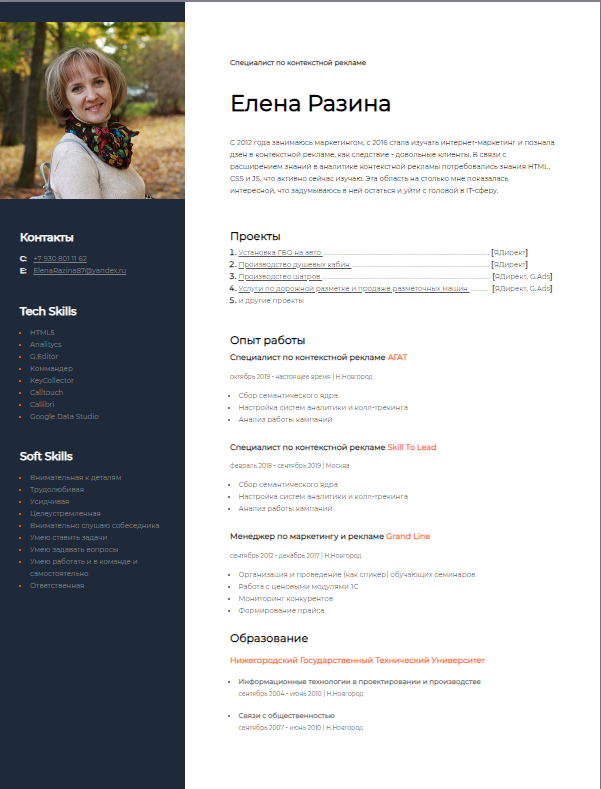 Специалист по контекстной рекламе
Елена Разина
С 2012 года занимаюсь маркетингом, с 2016 стала изучать интернет-маркетинг и познала
дзен в контекстной рекламе, как следствие - довольные клиенты. В связи с
расширением знаний в аналитике контекстной рекламы потребовались знания HTML,
CSS и JS, что активно сейчас изучаю. Эта область на столько мне показалась
интересной, что задумываюсь в ней остаться и уйти с головой в IT-сферу.
Контакты
C: +7 930 801 11 62
E: ElenaRazina87@yandex.ru
Tech Skills
HTML5
Analitycs
G.Editor
Коммандер
KeyCollector
Calltouch
Callibri
Google Data Studio
Soft Skills
Внимательная к деталям
Трудолюбивая
Усидчивая
Целеустремленная
Внимательно слушаю собеседника
Умею ставить задачи
Умею задавать вопросы
Умею работать и в команде и
самостоятельно
Ответственная
Проекты
1. Установка ГБО на авто [ЯДирект]
2. Производство душевых кабин [ЯДирект]
3. Производство шатров [ЯДирект, G.Ads]
4. Услуги по дорожной разметке и продаже разметочных машин [ЯДирект, G.Ads]
5. и другие проекты
Опыт работы
Специалист по контекстной рекламе АГАТ
октябрь 2019 - настоящее время | Н.Новгород
Сбор семантического ядра
Настройка систем аналитики и колл-трекинга
Анализ работы кампаний
Специалист по контекстной рекламе Skill To Lead
февраль 2018 - сентябрь 2019 | Москва
Сбор семантического ядра
Настройка систем аналитики и колл-трекинга
Анализ работы кампаний
Менеджер по маркетингу и рекламе Grand Line
сентябрь 2012 - декабрь 2017 | Н.Новгород
Организация и проведение (как спикер) обучающих семинаров
Работа с ценовыми модулями 1С
Мониторинг конкурентов
Формирование прайса
Образование
Нижегородский Государственный Технический Университет
Информационные технологии в проектировании и производстве
сентябрь 2004 - июнь 2010 | Н.Новгород
Связи с общественностью
сентябрь 2007 - июнь 2010 | Н.Новгород